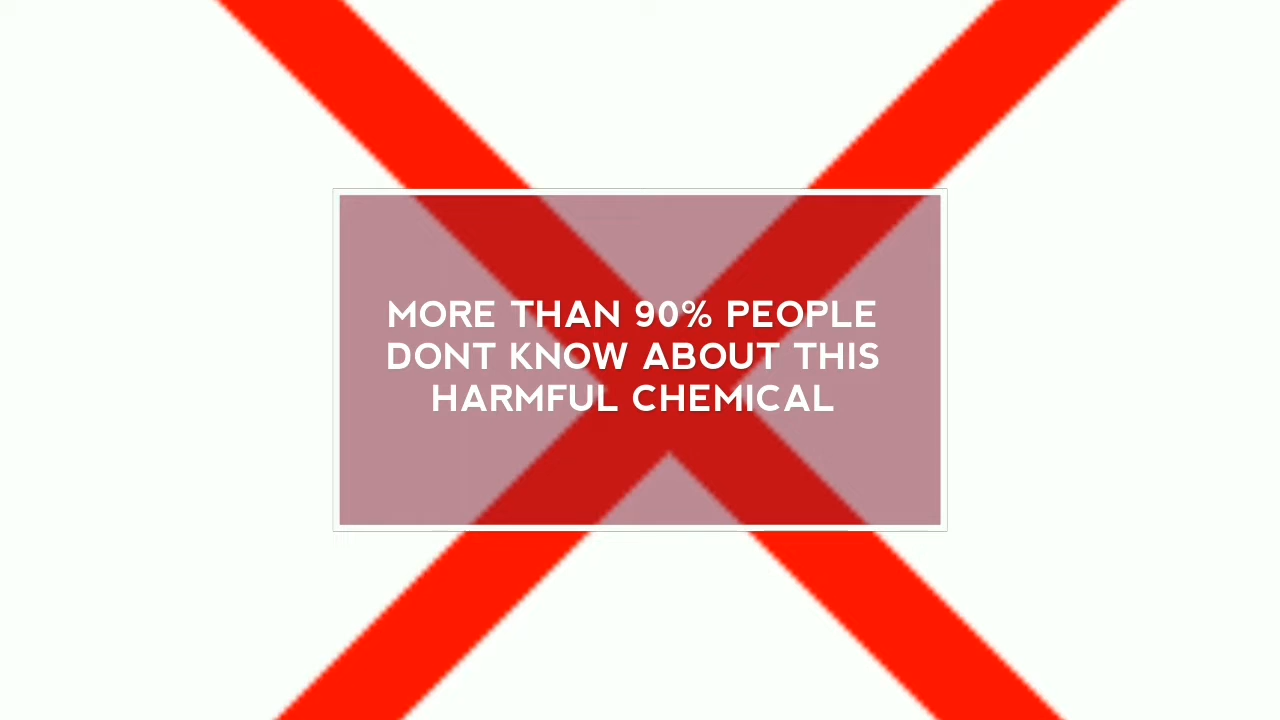 MORE THAN 90% PEOPLE
DONT KNOW ABOUT THIS
HARMFUL CHEMICAL